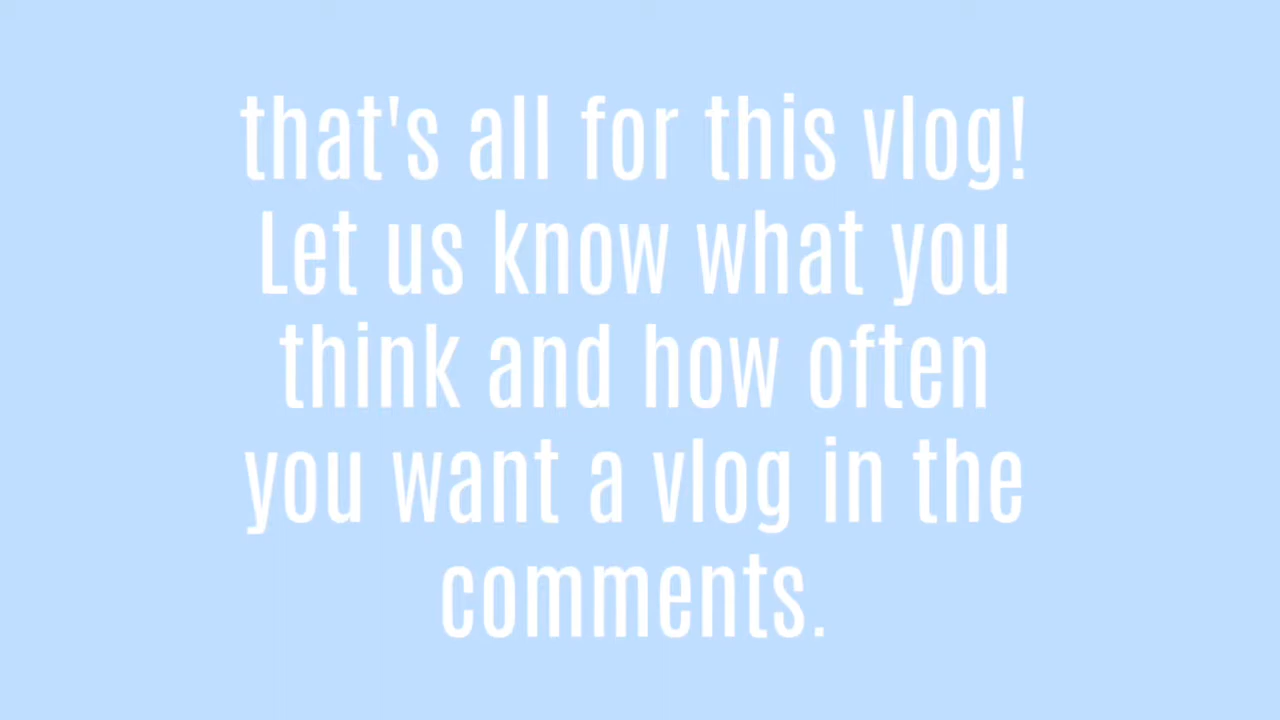 that's all for this vlog!
Let us know what you
think and how often
you want a vlog in the
comments.